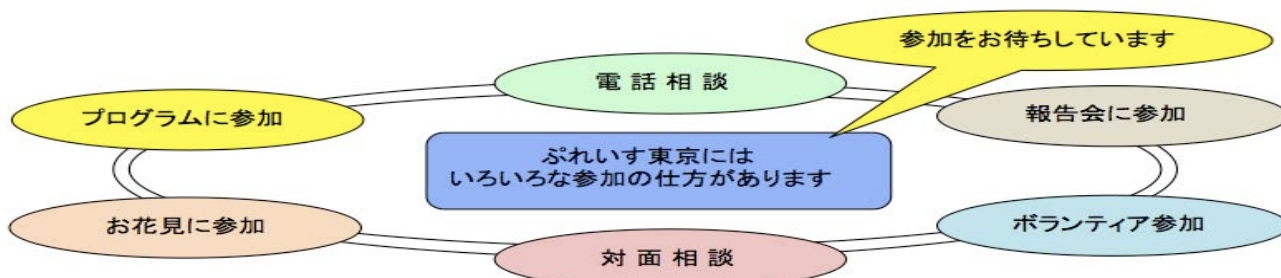 参加をお待ちしています
電話相談
プログラムに参加
報告会に参加
ぷれいす東京には
いろいろな参加の仕方があります
お花見に参加
ボランティア参加
対面相談